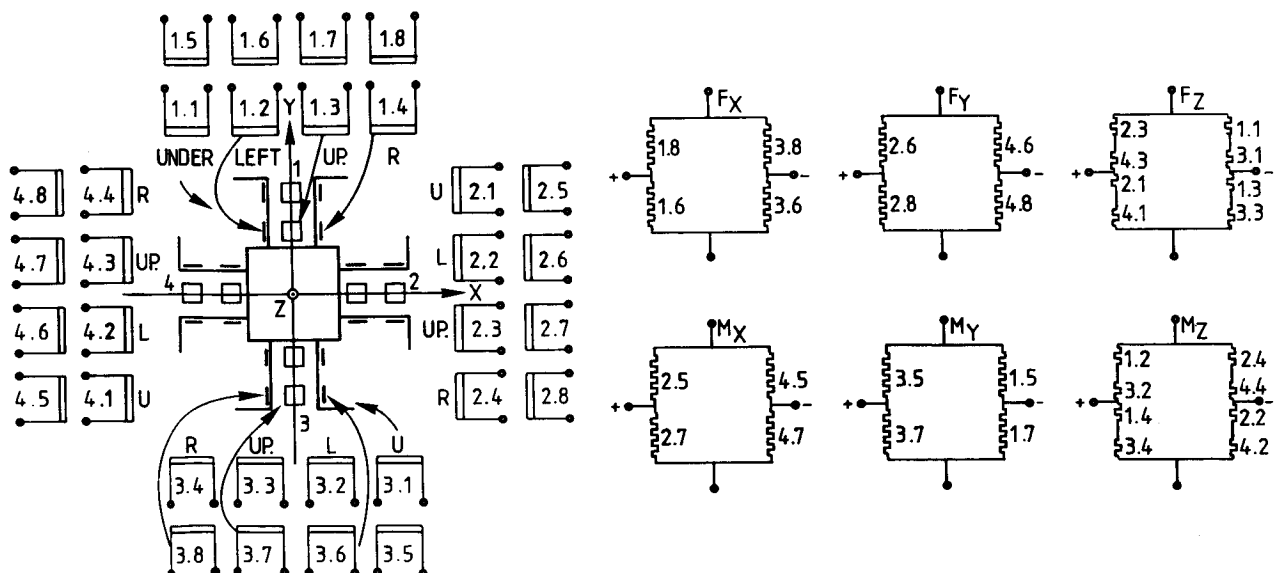 1.5 1.6 1.7 1.8
1.1 1.2 Y 1.3 1.4
UNDER LEFT UP. R
1
4.8 4.4 R
4.7 4.3 UP.
4.6 4.2 L
4.5 4.1 U
U 2.1 2.5
L 2.2 2.6
UP. 2.3 2.7
R 2.4 2.8
4 2
Z X
3
R UP. L U
3.4 3.3 3.2 3.1
3.8 3.7 3.6 3.5
FX
1.8 3.8
+ -
1.6 3.6
FY
2.6 4.6
+ -
2.8 4.8
FZ
2.3 1.1
4.3 3.1
+ -
2.1 1.3
4.1 3.3
MX
2.5 4.5
+ -
2.7 4.7
MY
3.5 1.5
+ -
3.7 1.7
MZ
1.2 2.4
3.2 4.4
+ -
1.4 2.2
3.4 4.2